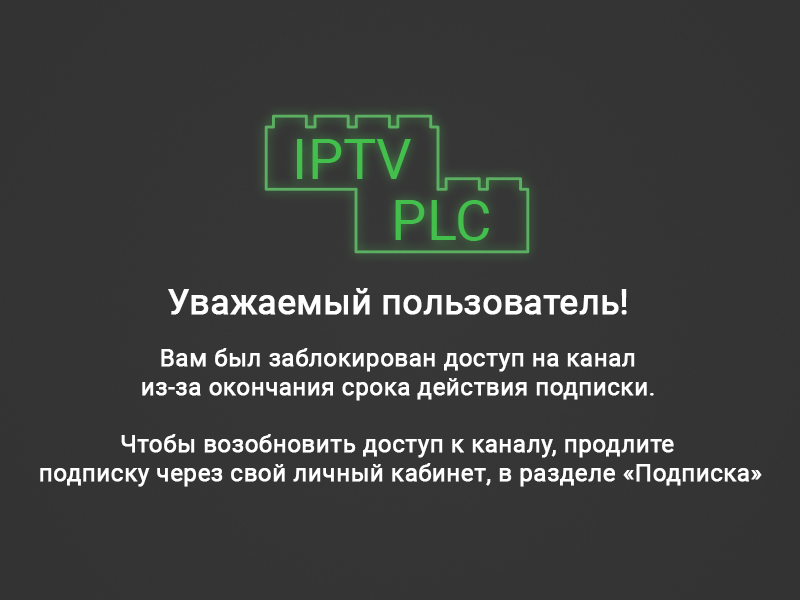 IPTV
PLC
Уважаемый пользователь!
Вам был заблокирован доступ на канал
из-за окончания срока действия подписки.
Чтобы возобновить доступ к каналу, продлите
подписку через свой личный кабинет, в разделе «Подписка»